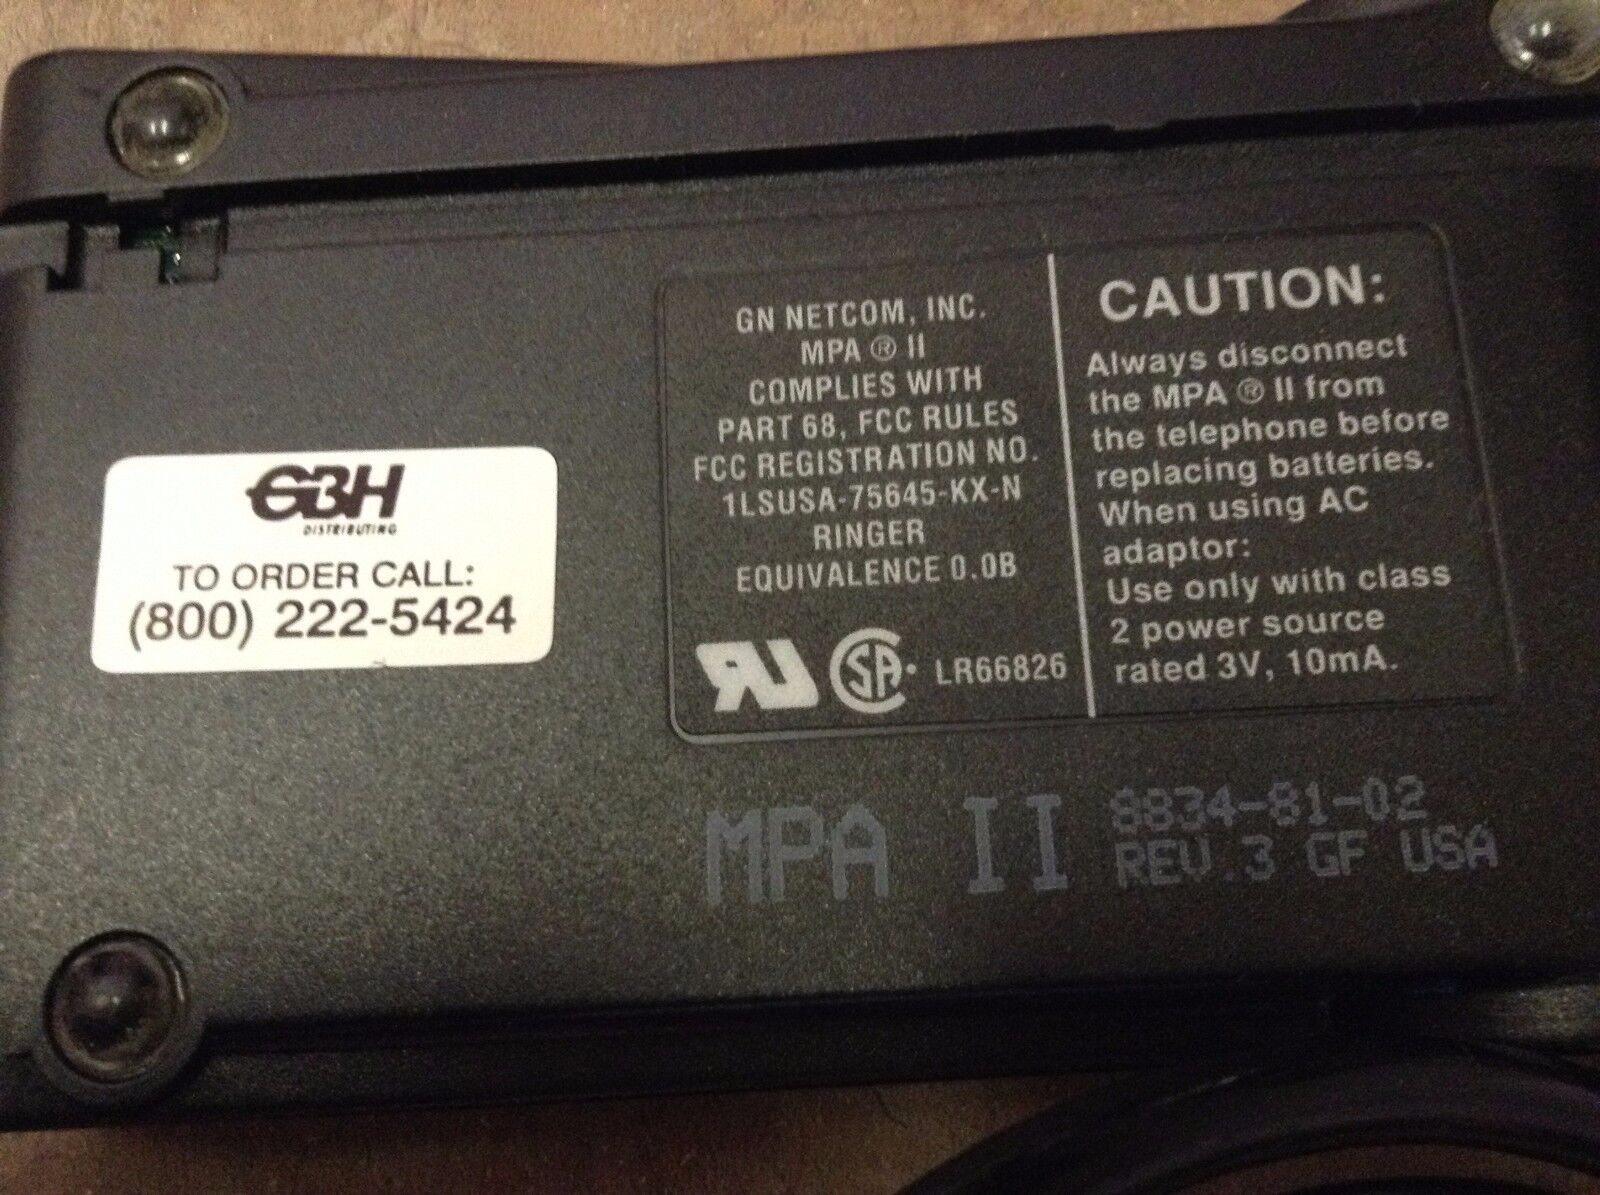 GBH
DISTRIBUTING
TO ORDER CALL:
(800) 222-5424
GN NETCOM, INC.
MPA ® II
COMPLIES WITH
PART 68, FCC RULES
FCC REGISTRATION NO.
1LSUSA-75645-KX-N
RINGER
EQUIVALENCE 0.0B
RU
SA
LR66826
CAUTION:
Always disconnect
the MPA ® II from
the telephone before
replacing batteries.
When using AC
adaptor:
Use only with class
2 power source
rated 3V, 10mA.
MPA II
8834-81-02
REV.3 GF USA